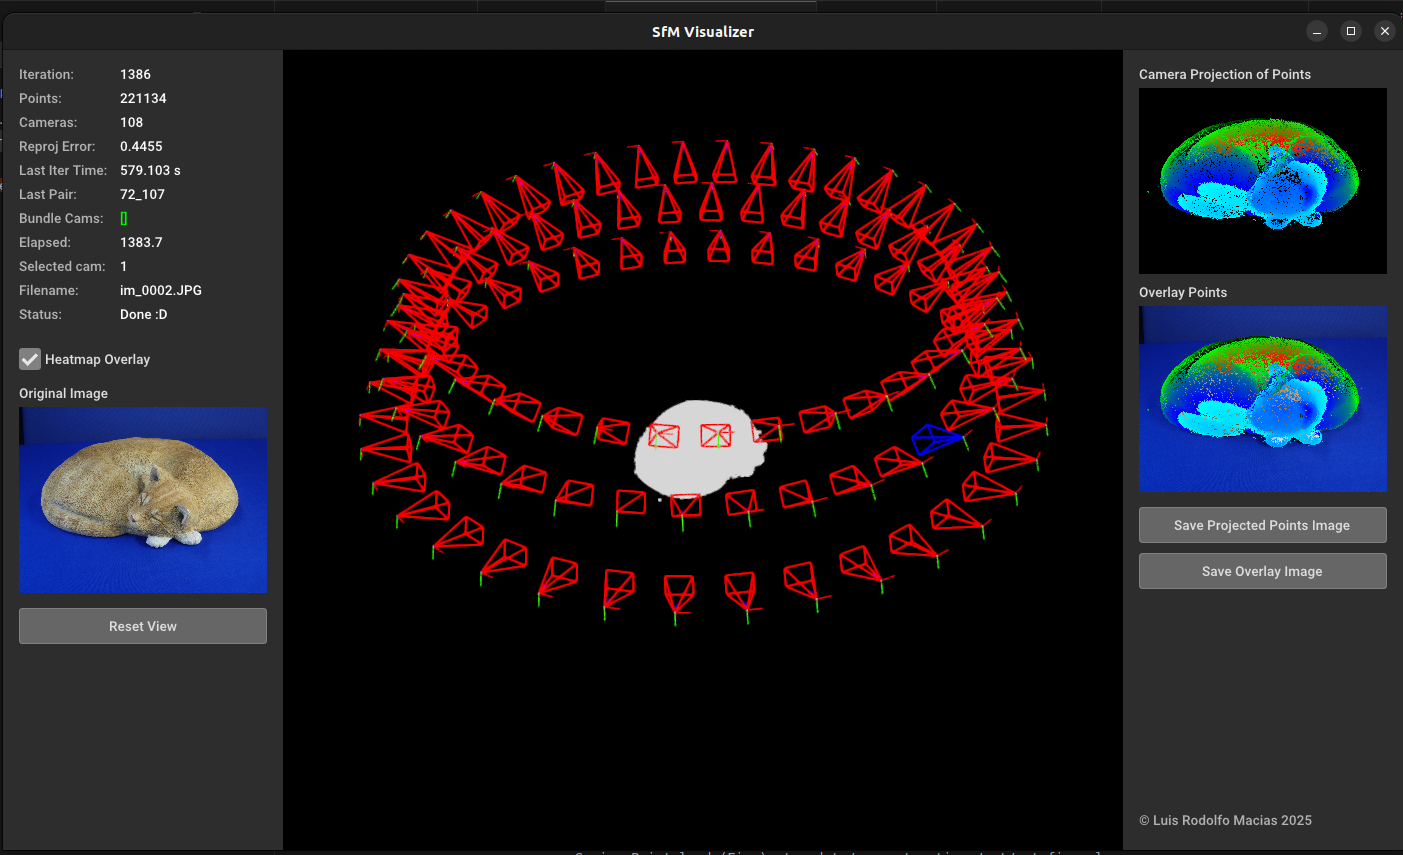 SfM Visualizer
Iteration: 1386
Points: 221134
Cameras: 108
Reproj Error: 0.4455
Last Iter Time: 579.103 s
Last Pair: 72_107
Bundle Cams: []
Elapsed: 1383.7
Selected cam: 1
Filename: im_0002.JPG
Status: Done :D
Heatmap Overlay
Original Image
Reset View
Camera Projection of Points
Overlay Points
Save Projected Points Image
Save Overlay Image
© Luis Rodolfo Macias 2025